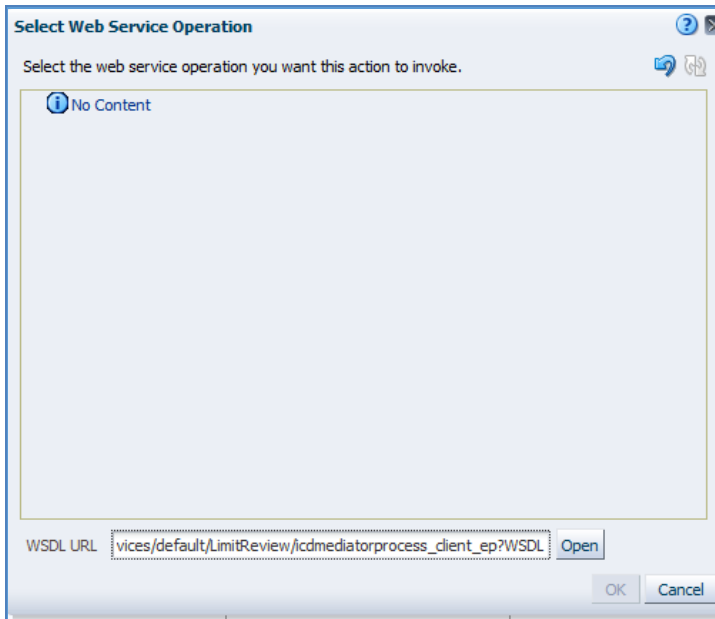 Select Web Service Operation
Select the web service operation you want this action to invoke.
No Content
WSDL URL vices/default/LimitReview/icdmediatorprocess_client_ep?WSDL Open
OK Cancel